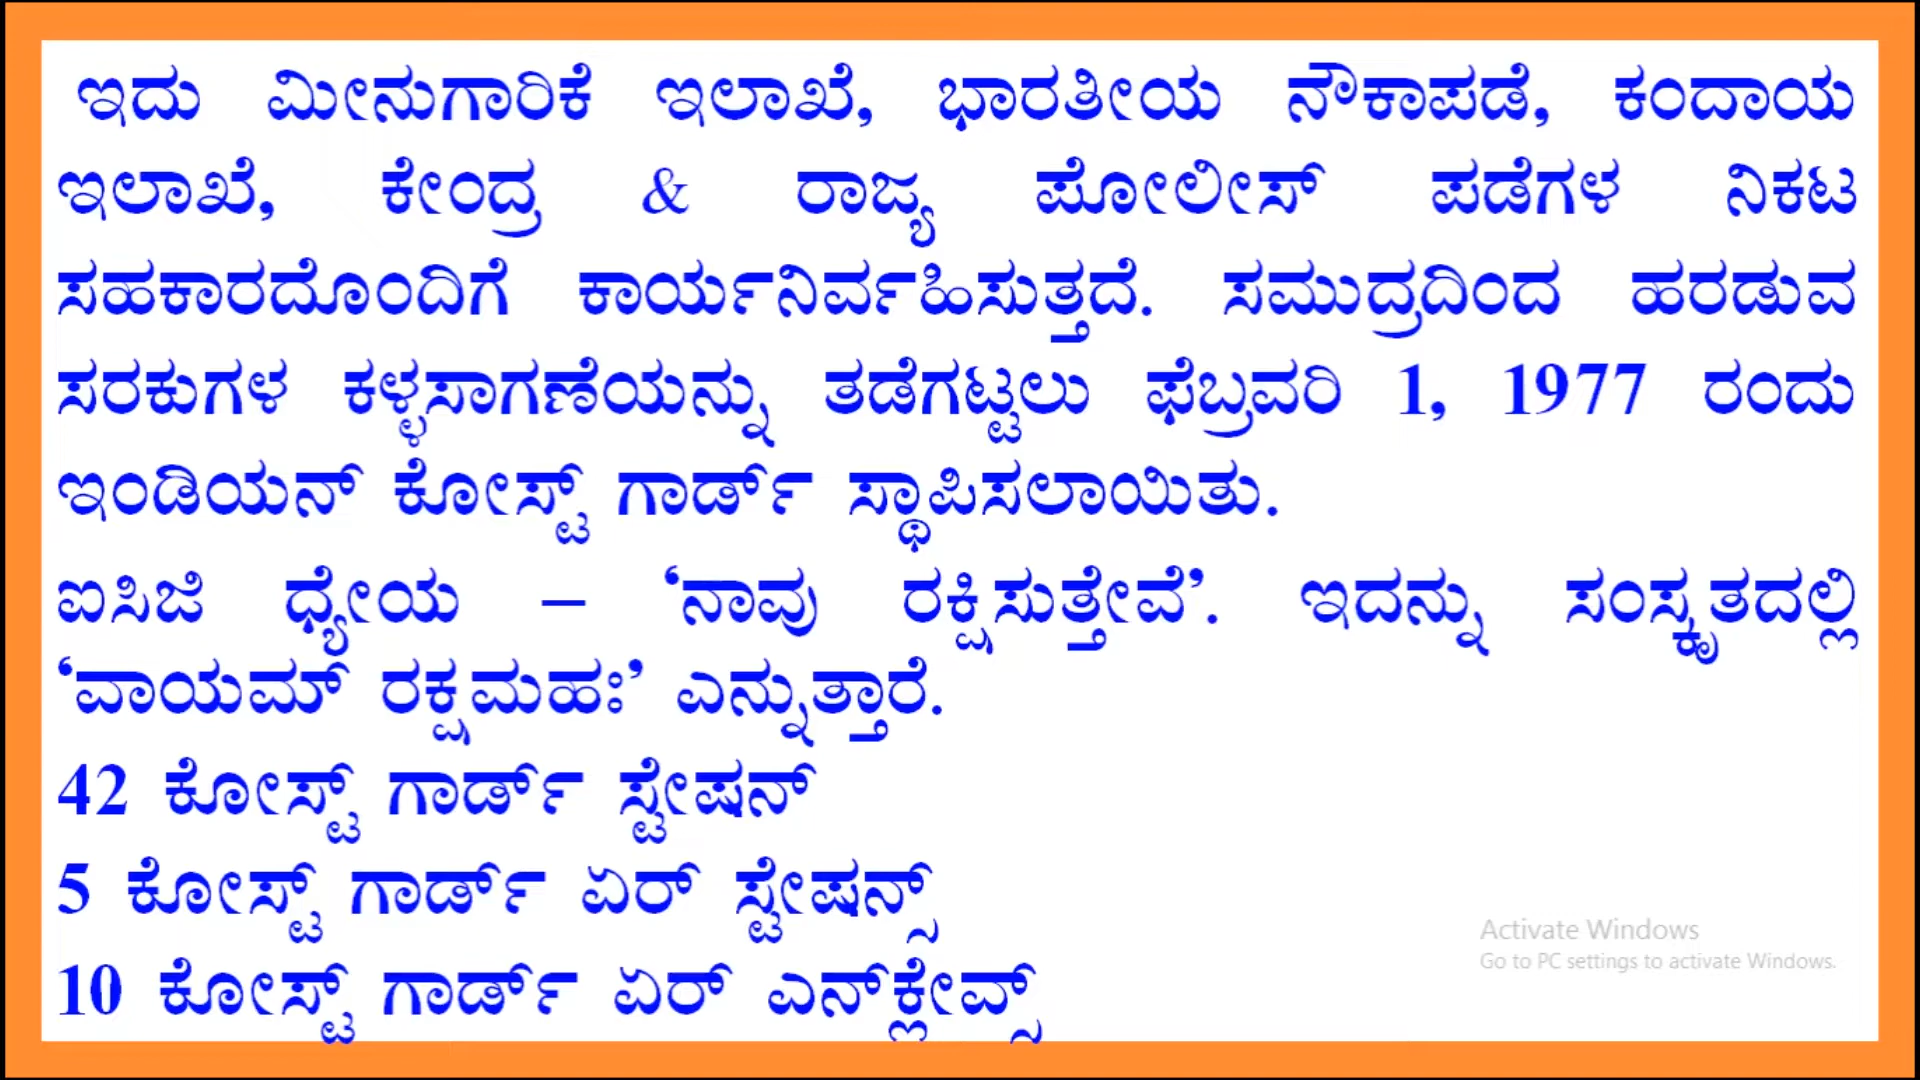 ಇದು ಮೀನುಗಾರಿಕೆ ಇಲಾಖೆ, ಭಾರತೀಯ ನೌಕಾಪಡೆ, ಕಂದಾಯ
ಇಲಾಖೆ, ಕೇಂದ್ರ & ರಾಜ್ಯ ಪೋಲೀಸ್ ಪಡೆಗಳ ನಿಕಟ
ಸಹಕಾರದೊಂದಿಗೆ ಕಾರ್ಯನಿರ್ವಹಿಸುತ್ತದೆ. ಸಮುದ್ರದಿಂದ ಹರಡುವ
ಸರಕುಗಳ ಕಳ್ಳಸಾಗಣೆಯನ್ನು ತಡೆಗಟ್ಟಲು ಫೆಬ್ರವರಿ 1, 1977 ರಂದು
ಇಂಡಿಯನ್ ಕೋಸ್ಟ್ ಗಾರ್ಡ್ ಸ್ಥಾಪಿಸಲಾಯಿತು.
ಐಸಿಜಿ ಧ್ಯೇಯ – ‘ನಾವು ರಕ್ಷಿಸುತ್ತೇವೆ’. ಇದನ್ನು ಸಂಸ್ಕೃತದಲ್ಲಿ
‘ವಾಯಮ್ ರಕ್ಷಮಹಃ’ ಎನ್ನುತ್ತಾರೆ.
42 ಕೋಸ್ಟ್ ಗಾರ್ಡ್ ಸ್ಟೇಷನ್
5 ಕೋಸ್ಟ್ ಗಾರ್ಡ್ ಏರ್ ಸ್ಟೇಷನ್ಸ್
10 ಕೋಸ್ಟ್ ಗಾರ್ಡ್ ಏರ್ ಎನ್‌ಕ್ಲೇವ್ಸ್
Activate Windows
Go to PC settings to activate Windows.